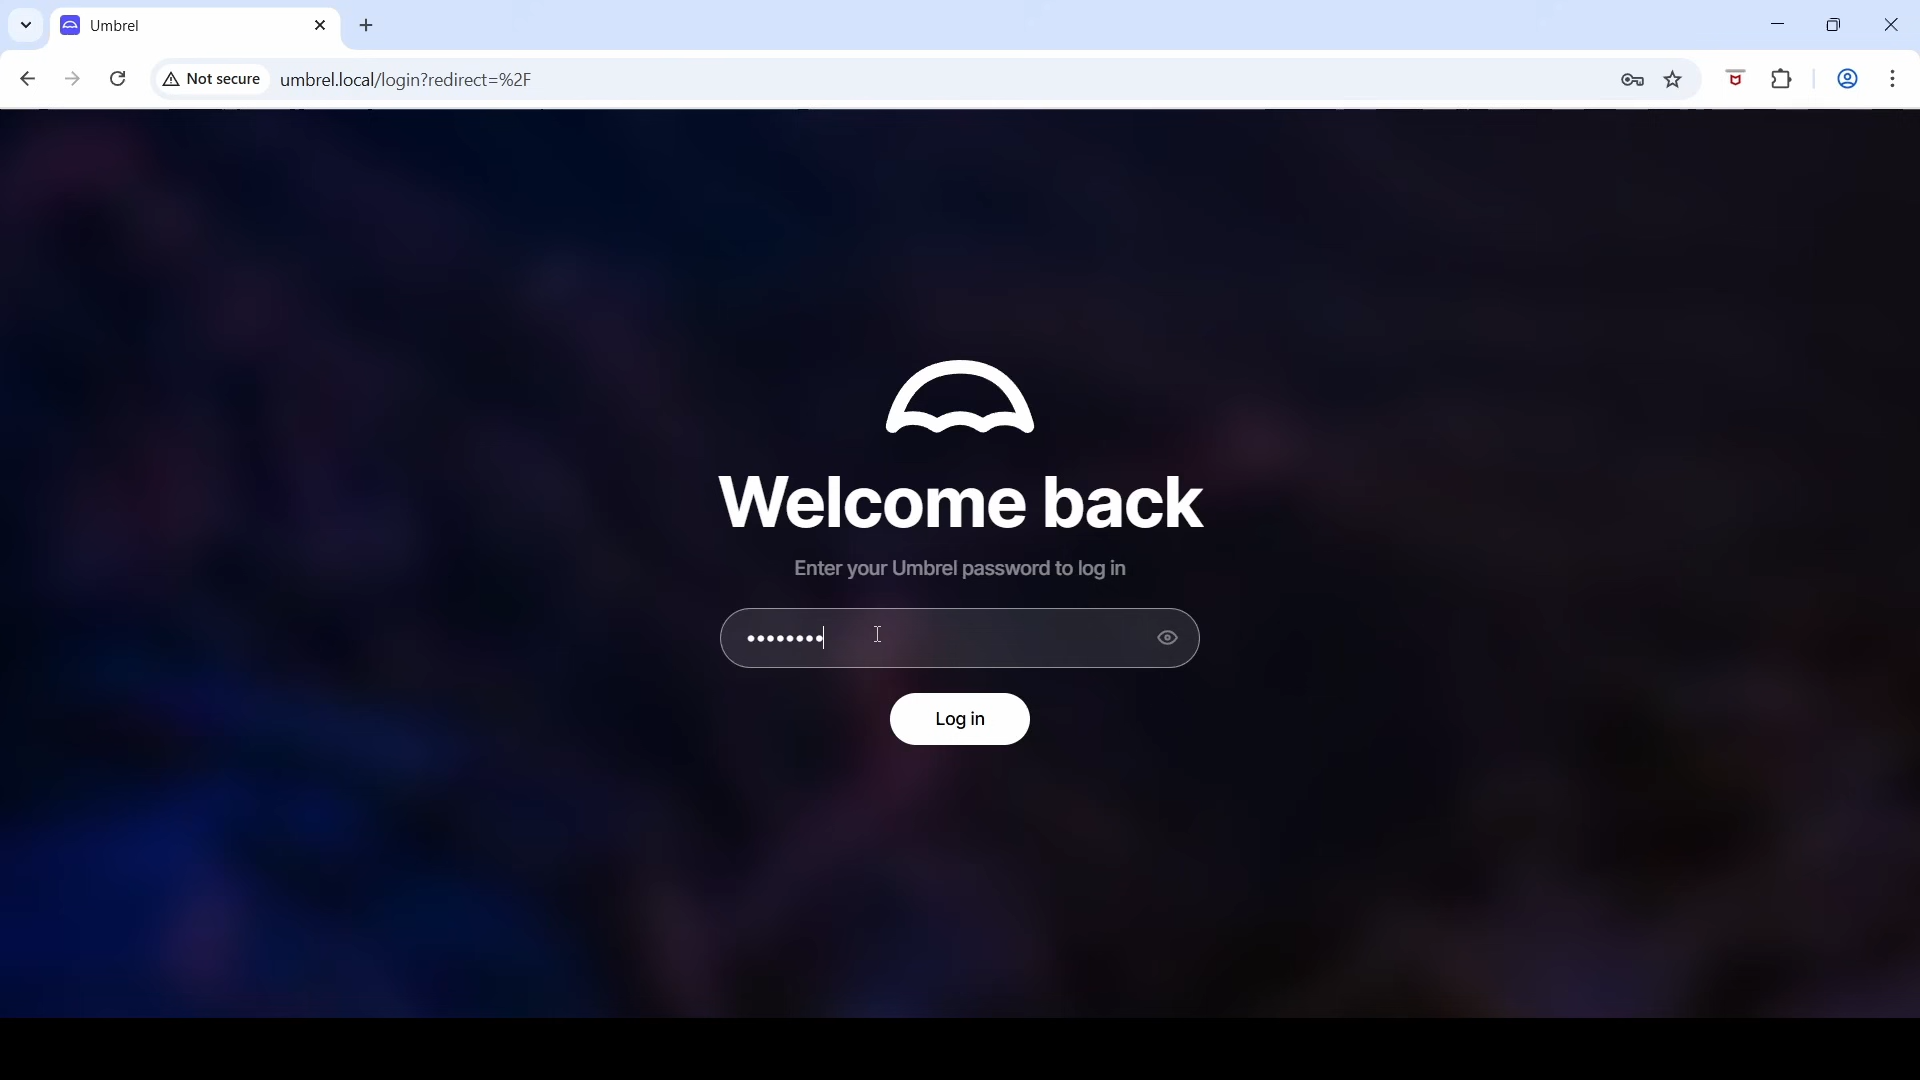 Umbrel
Not secure
umbrel.local/login?redirect=%2F
Welcome back
Enter your Umbrel password to log in
••••••••
Log in